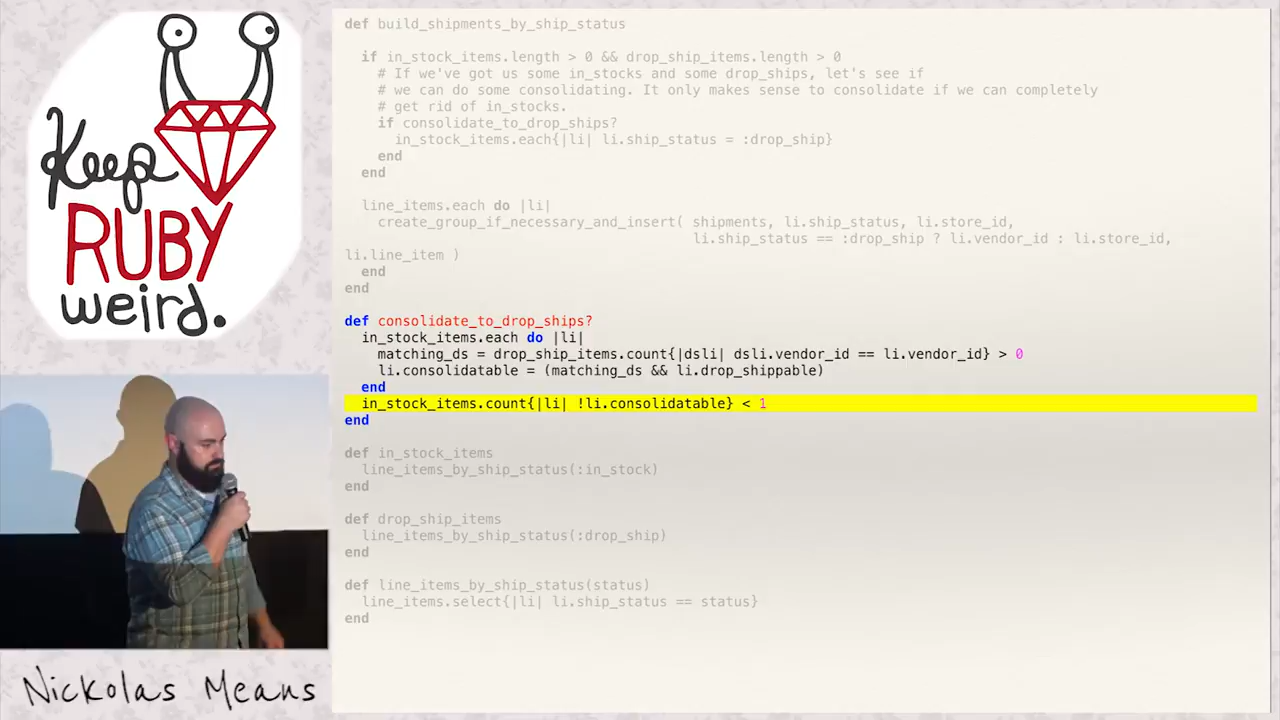 Keep
RUBY
weird.
def build_shipments_by_ship_status
if in_stock_items.length > 0 && drop_ship_items.length > 0
# If we've got us some in_stocks and some drop_ships, let's see if
# we can do some consolidating. It only makes sense to consolidate if we can completely
# get rid of in_stocks.
if consolidate_to_drop_ships?
in_stock_items.each{|li| li.ship_status = :drop_ship}
end
end
line_items.each do |li|
create_group_if_necessary_and_insert( shipments, li.ship_status, li.store_id,
li.ship_status == :drop_ship ? li.vendor_id : li.store_id,
li.line_item )
end
end
def consolidate_to_drop_ships?
in_stock_items.each do |li|
matching_ds = drop_ship_items.count{|dsli| dsli.vendor_id == li.vendor_id} > 0
li.consolidatable = (matching_ds && li.drop_shippable)
end
in_stock_items.count{|li| !li.consolidatable} < 1
end
def in_stock_items
line_items_by_ship_status(:in_stock)
end
def drop_ship_items
line_items_by_ship_status(:drop_ship)
end
def line_items_by_ship_status(status)
line_items.select{|li| li.ship_status == status}
end
Nickolas Means